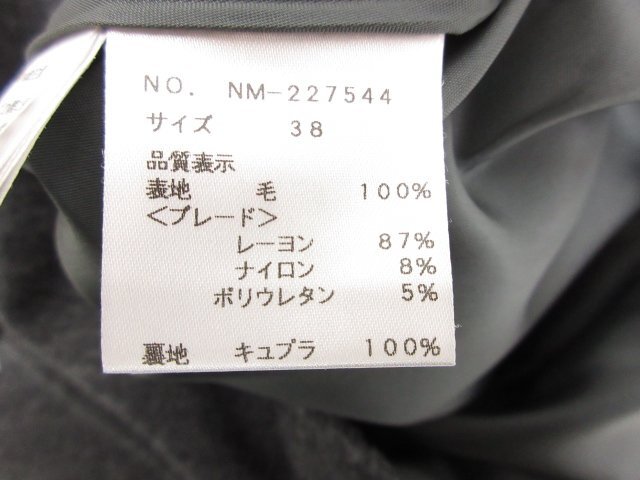 NO. NM-227544
サイズ 38
品質表示
表地 毛 100%
<ブレード>
レーヨン 87%
ナイロン 8%
ポリウレタン 5%
裏地 キュプラ 100%